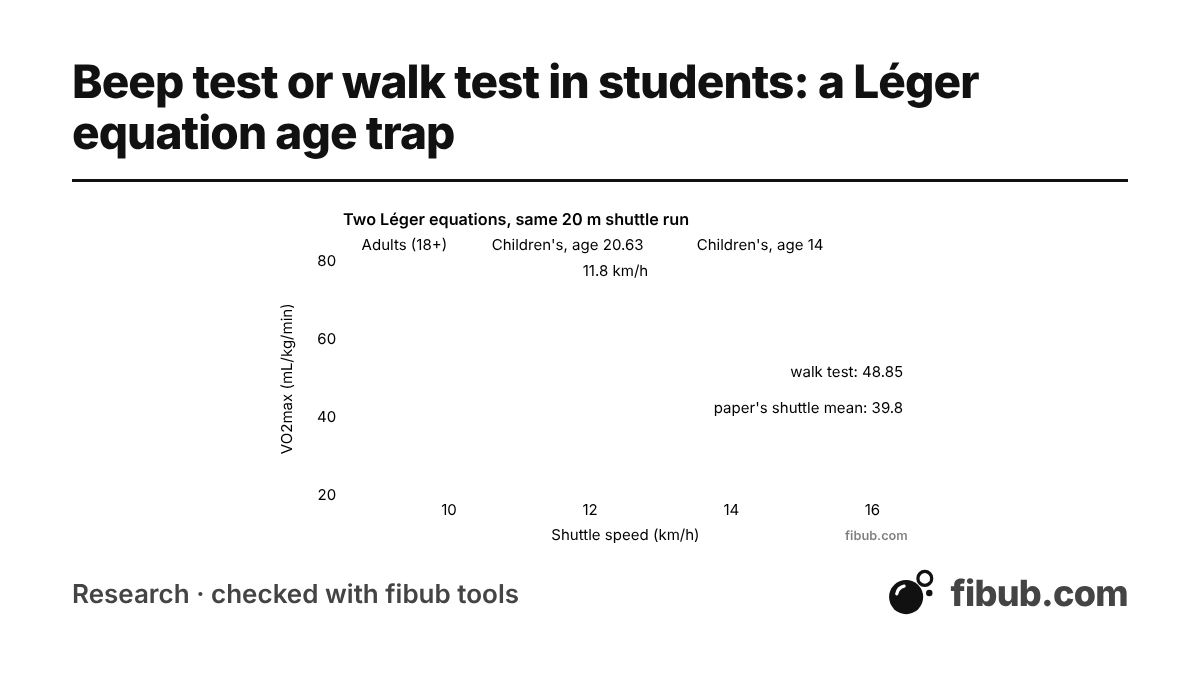 Beep test or walk test in students: a Léger
equation age trap
Two Léger equations, same 20 m shuttle run
Adults (18+) Children's, age 20.63 Children's, age 14
80
11.8 km/h
60
VO2max (mL/kg/min)
walk test: 48.85
paper's shuttle mean: 39.8
40
20
10 12 14 16
Shuttle speed (km/h)
fibub.com
Research · checked with fibub tools
fibub.com